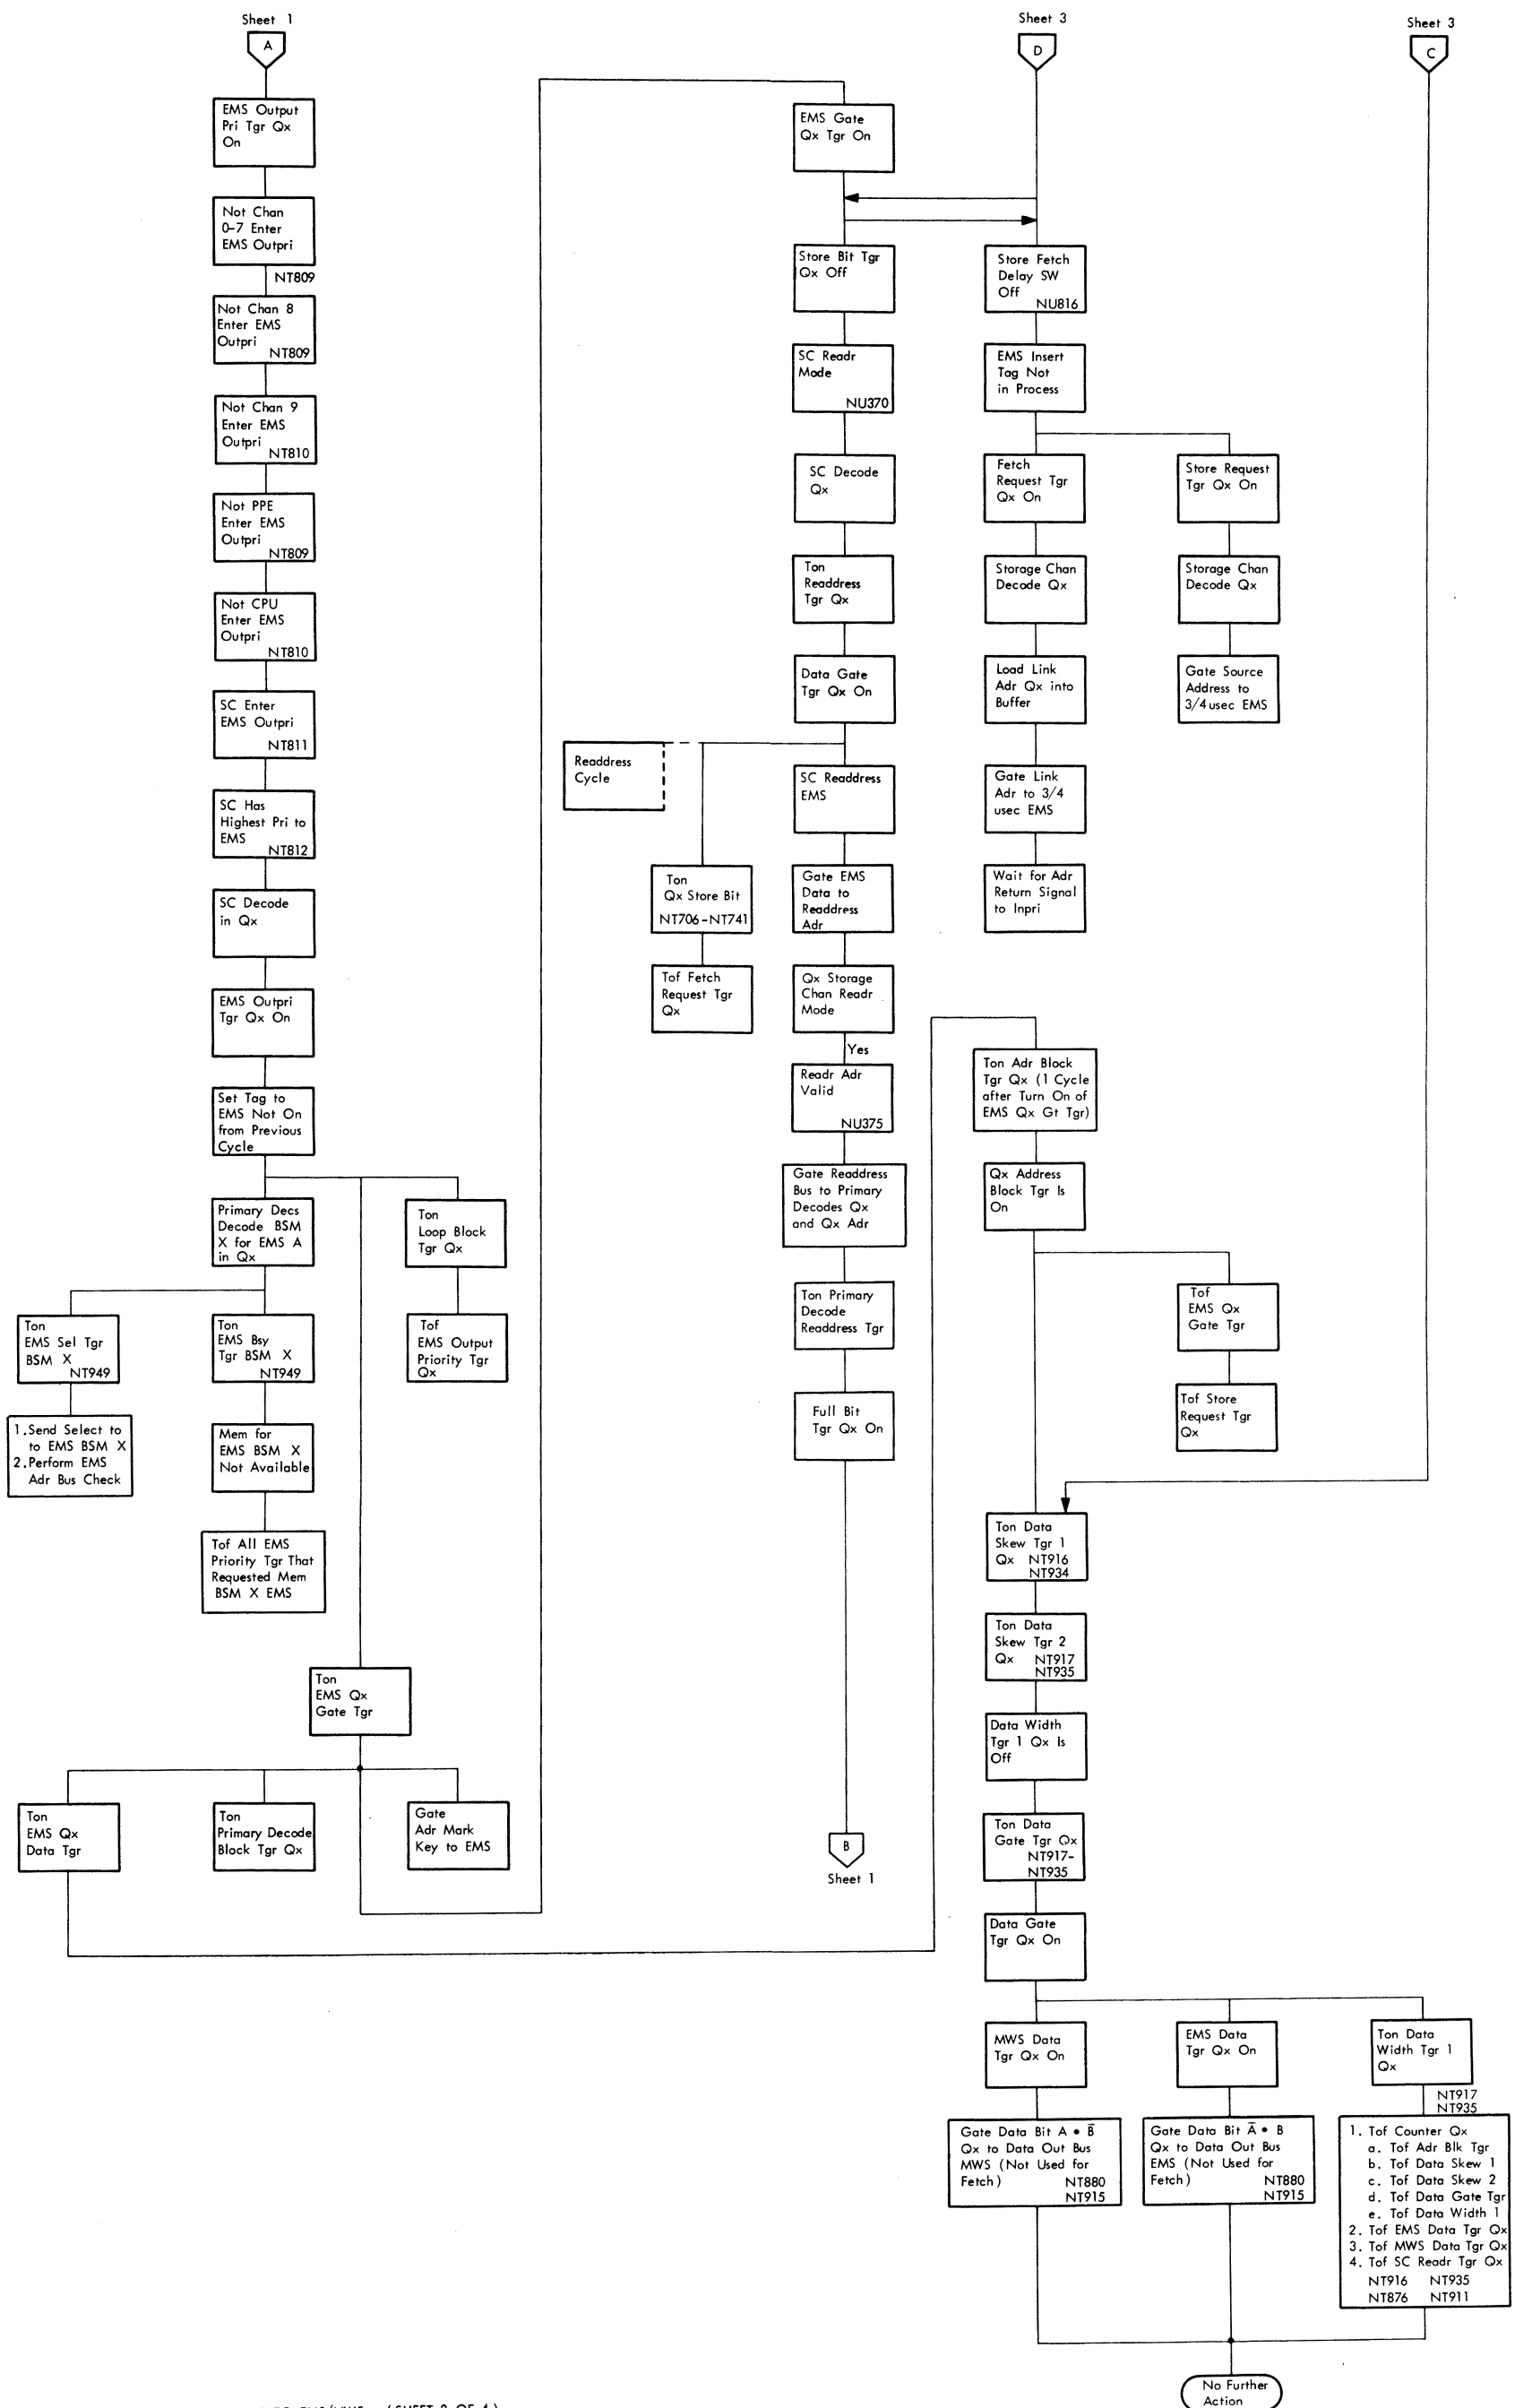 Sheet 1
A
EMS Output
Pri Tgr Qx
On
Not Chan
0-7 Enter
EMS Outpri
NT809
Not Chan 8
Enter EMS
Outpri
NT809
Not Chan 9
Enter EMS
Outpri
NT810
Not PPE
Enter EMS
Outpri
NT809
Not CPU
Enter EMS
Outpri
NT810
SC Enter
EMS Outpri
NT811
SC Has
Highest Pri to
EMS
NT812
SC Decode
in Qx
EMS Outpri
Tgr Qx On
Set Tag to
EMS Not On
from Previous
Cycle
Primary Decs
Decode BSM
X for EMS A
in Qx
Ton
Loop Block
Tgr Qx
Ton
EMS Sel Tgr
BSM X
NT949
Ton
EMS Bsy
Tgr BSM X
NT949
Tof
EMS Output
Priority Tgr
Qx
1. Send Select to
to EMS BSM X
2. Perform EMS
Adr Bus Check
Mem for
EMS BSM X
Not Available
Tof All EMS
Priority Tgr That
Requested Mem
BSM X EMS
Ton
EMS Qx
Gate Tgr
Ton
EMS Qx
Data Tgr
Ton
Primary Decode
Block Tgr Qx
Gate
Adr Mark
Key to EMS
EMS Gate
Qx Tgr On
Store Bit Tgr
Qx Off
SC Readr
Mode
NU370
SC Decode
Qx
Ton
Readdress
Tgr Qx
Data Gate
Tgr Qx On
Readdress
Cycle
SC Readdress
EMS
Ton
Qx Store Bit
NT706-NT741
Tof Fetch
Request Tgr
Qx
Gate EMS
Data to
Readdress
Adr
Qx Storage
Chan Readr
Mode
Yes
Readr Adr
Valid
NU375
Gate Readdress
Bus to Primary
Decodes Qx
and Qx Adr
Ton Primary
Decode
Readdress Tgr
Full Bit
Tgr Qx On
B
Sheet 1
Sheet 3
D
Store Fetch
Delay SW
Off
NU816
EMS Insert
Tag Not
in Process
Fetch
Request Tgr
Qx On
Store Request
Tgr Qx On
Storage Chan
Decode Qx
Storage Chan
Decode Qx
Load Link
Adr Qx into
Buffer
Gate Source
Address to
3/4 usec EMS
Gate Link
Adr to 3/4
usec EMS
Wait for Adr
Return Signal
to Inpri
Ton Adr Block
Tgr Qx (1 Cycle
after Turn On of
EMS Qx Gt Tgr)
Qx Address
Block Tgr Is
On
Tof
EMS Qx
Gate Tgr
Tof Store
Request Tgr
Qx
Sheet 3
C
Ton Data
Skew Tgr 1
Qx NT916
NT934
Ton Data
Skew Tgr 2
Qx NT917
NT935
Data Width
Tgr 1 Qx Is
Off
Ton Data
Gate Tgr Qx
NT917-
NT935
Data Gate
Tgr Qx On
MWS Data
Tgr Qx On
EMS Data
Tgr Qx On
Ton Data
Width Tgr 1
Qx
NT917
NT935
Gate Data Bit A • B̅
Qx to Data Out Bus
MWS (Not Used for
Fetch) NT880
NT915
Gate Data Bit A̅ • B
Qx to Data Out Bus
EMS (Not Used for
Fetch) NT880
NT915
1. Tof Counter Qx
a. Tof Adr Blk Tgr
b. Tof Data Skew 1
c. Tof Data Skew 2
d. Tof Data Gate Tgr
e. Tof Data Width 1
2. Tof EMS Data Tgr Qx
3. Tof MWS Data Tgr Qx
4. Tof SC Readr Tgr Qx
NT916 NT935
NT876 NT911
No Further
Action